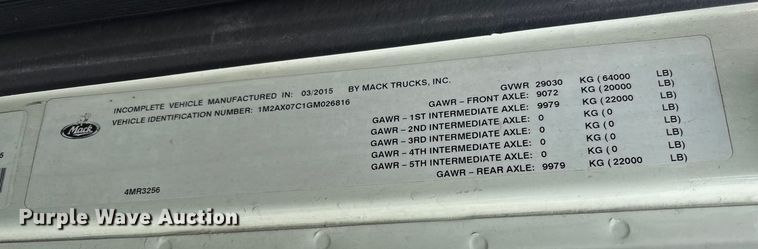 INCOMPLETE VEHICLE MANUFACTURED IN: 03/2015 BY MACK TRUCKS, INC.
VEHICLE IDENTIFICATION NUMBER: 1M2AX07C1GM026816
GVWR 29030 KG ( 64000 LB)
GAWR - FRONT AXLE: 9072 KG ( 20000 LB)
GAWR - 1ST INTERMEDIATE AXLE: 9979 KG ( 22000 LB)
GAWR - 2ND INTERMEDIATE AXLE: 0 KG ( 0 LB)
GAWR - 3RD INTERMEDIATE AXLE: 0 KG ( 0 LB)
GAWR - 4TH INTERMEDIATE AXLE: 0 KG ( 0 LB)
GAWR - 5TH INTERMEDIATE AXLE: 0 KG ( 0 LB)
GAWR - REAR AXLE: 9979 KG ( 22000 LB)
Mack
4MR3256
Purple Wave Auction